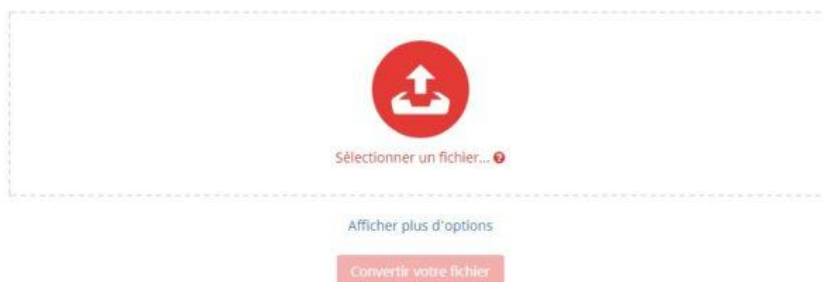 Sélectionner un fichier... ?
Afficher plus d'options
Convertir votre fichier